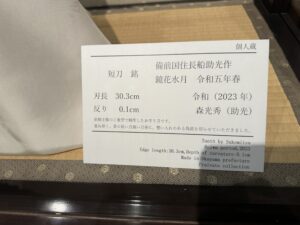 個人蔵
短刀 銘
備前国住長船助光作
鏡花水月 令和五年春
刃長 30.3cm
令和(2023年)
反り 0.1cm
森光秀(助光)
Tanto by Sukemitsu
Reiwa period, 2023
Edge length:30.3cm, Depth of curvature:0.1cm
Made in Okayama prefecture
Private collection